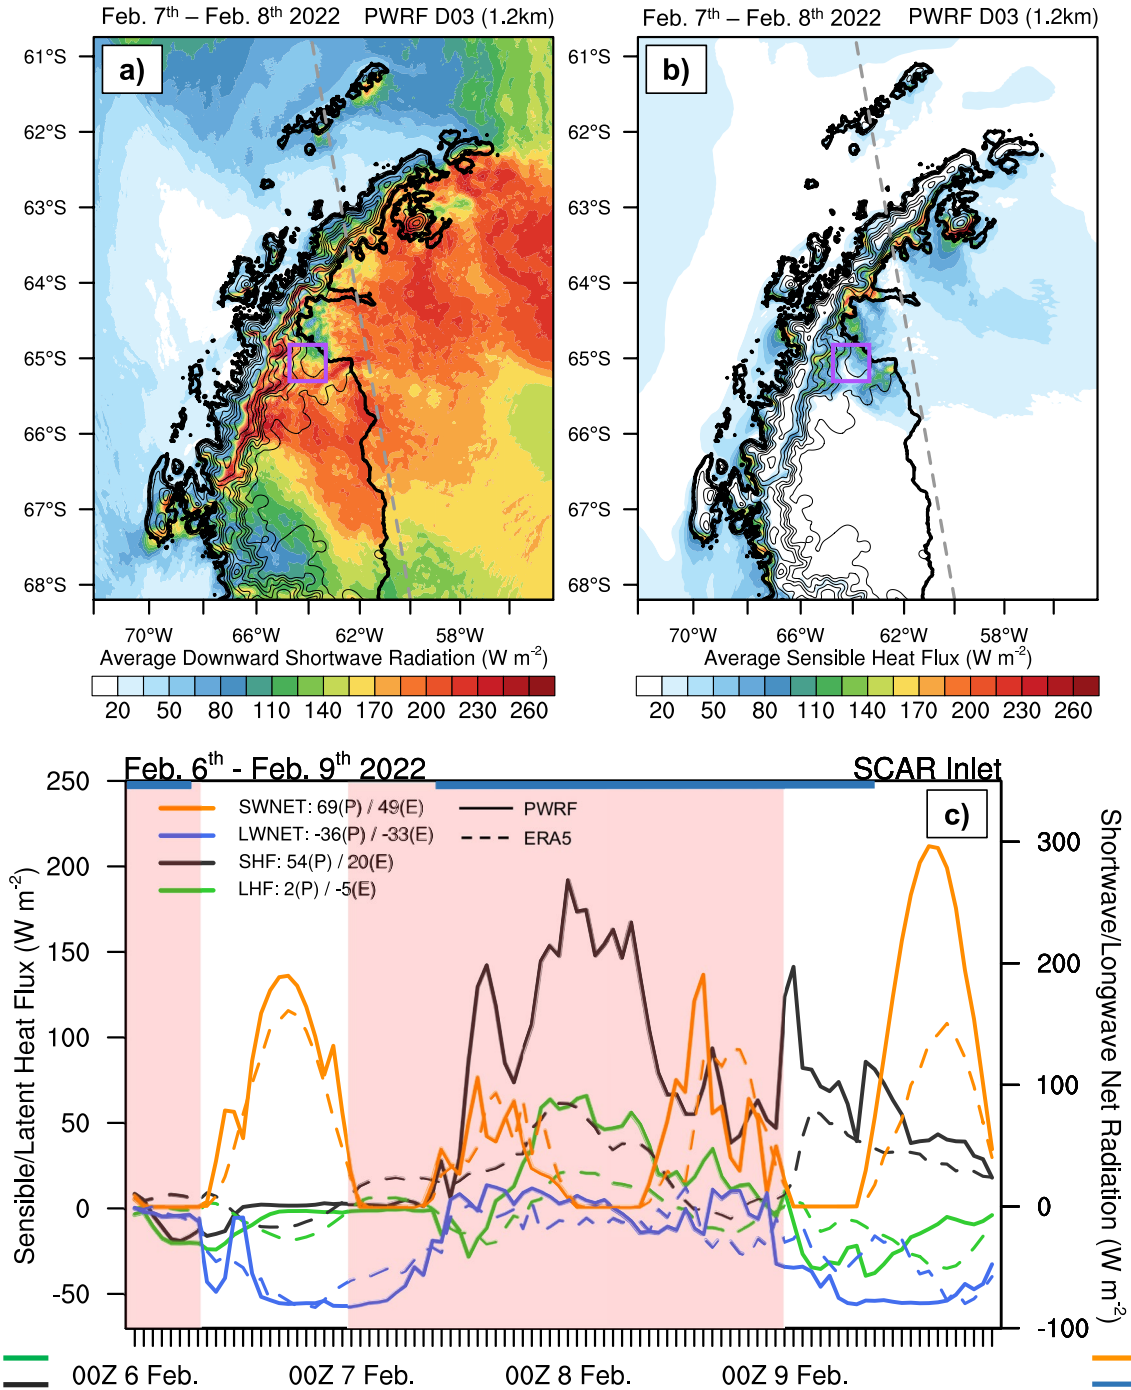 Feb. 7th – Feb. 8th 2022 PWRF D03 (1.2km)
a)
61°S
62°S
63°S
64°S
65°S
66°S
67°S
68°S
70°W 66°W 62°W 58°W
Average Downward Shortwave Radiation (W m-2)
20 50 80 110 140 170 200 230 260
Feb. 7th – Feb. 8th 2022 PWRF D03 (1.2km)
b)
61°S
62°S
63°S
64°S
65°S
66°S
67°S
68°S
70°W 66°W 62°W 58°W
Average Sensible Heat Flux (W m-2)
20 50 80 110 140 170 200 230 260
Feb. 6th - Feb. 9th 2022 SCAR Inlet
c)
SWNET: 69(P) / 49(E)
LWNET: -36(P) / -33(E)
SHF: 54(P) / 20(E)
LHF: 2(P) / -5(E)
PWRF
ERA5
Sensible/Latent Heat Flux (W m-2)
250
200
150
100
50
0
-50
Shortwave/Longwave Net Radiation (W m-2)
300
200
100
0
-100
00Z 6 Feb. 00Z 7 Feb. 00Z 8 Feb. 00Z 9 Feb.